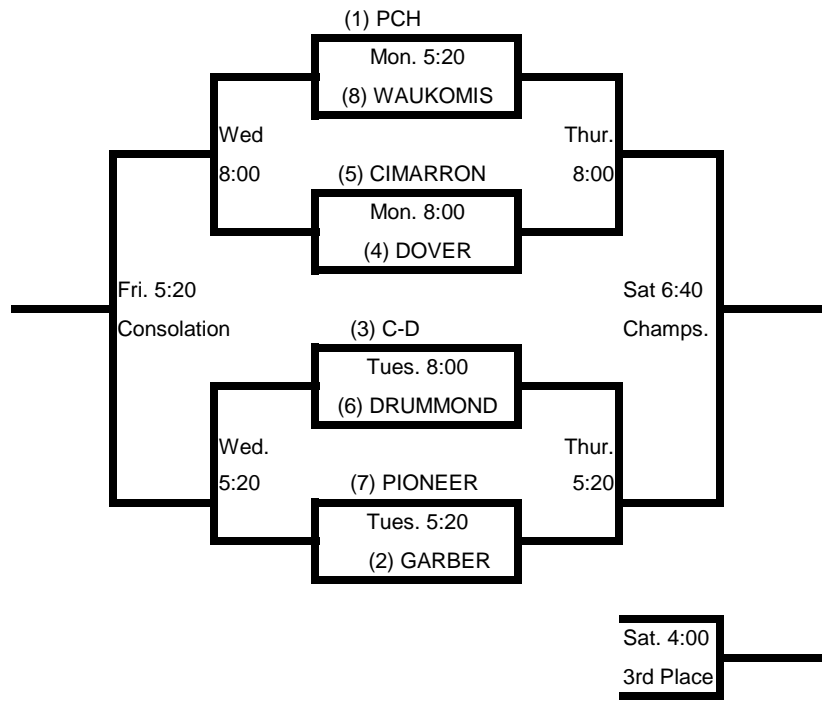 (1) PCH
Mon. 5:20
(8) WAUKOMIS
Wed
8:00
Thur.
8:00
(5) CIMARRON
Mon. 8:00
(4) DOVER
Fri. 5:20
Consolation
Sat 6:40
Champs.
(3) C-D
Tues. 8:00
(6) DRUMMOND
Wed.
5:20
Thur.
5:20
(7) PIONEER
Tues. 5:20
(2) GARBER
Sat. 4:00
3rd Place